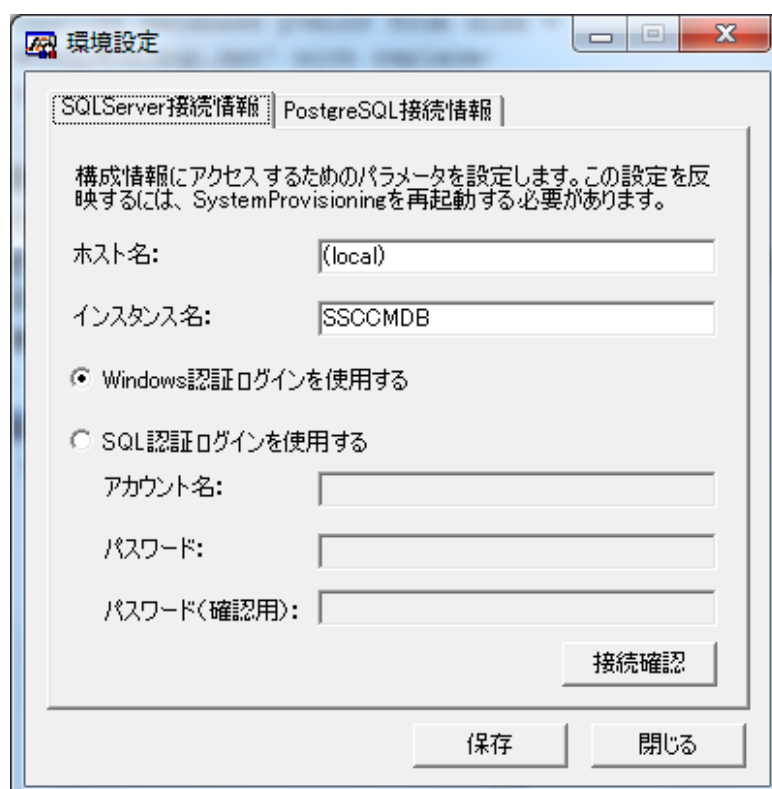 環境設定
SQLServer接続情報 PostgreSQL接続情報
構成情報にアクセスするためのパラメータを設定します。この設定を反
映するには、SystemProvisioningを再起動する必要があります。
ホスト名: (local)
インスタンス名: SSCCMDB
Windows認証ログインを使用する
SQL認証ログインを使用する
アカウント名:
パスワード:
パスワード(確認用):
接続確認
保存 閉じる